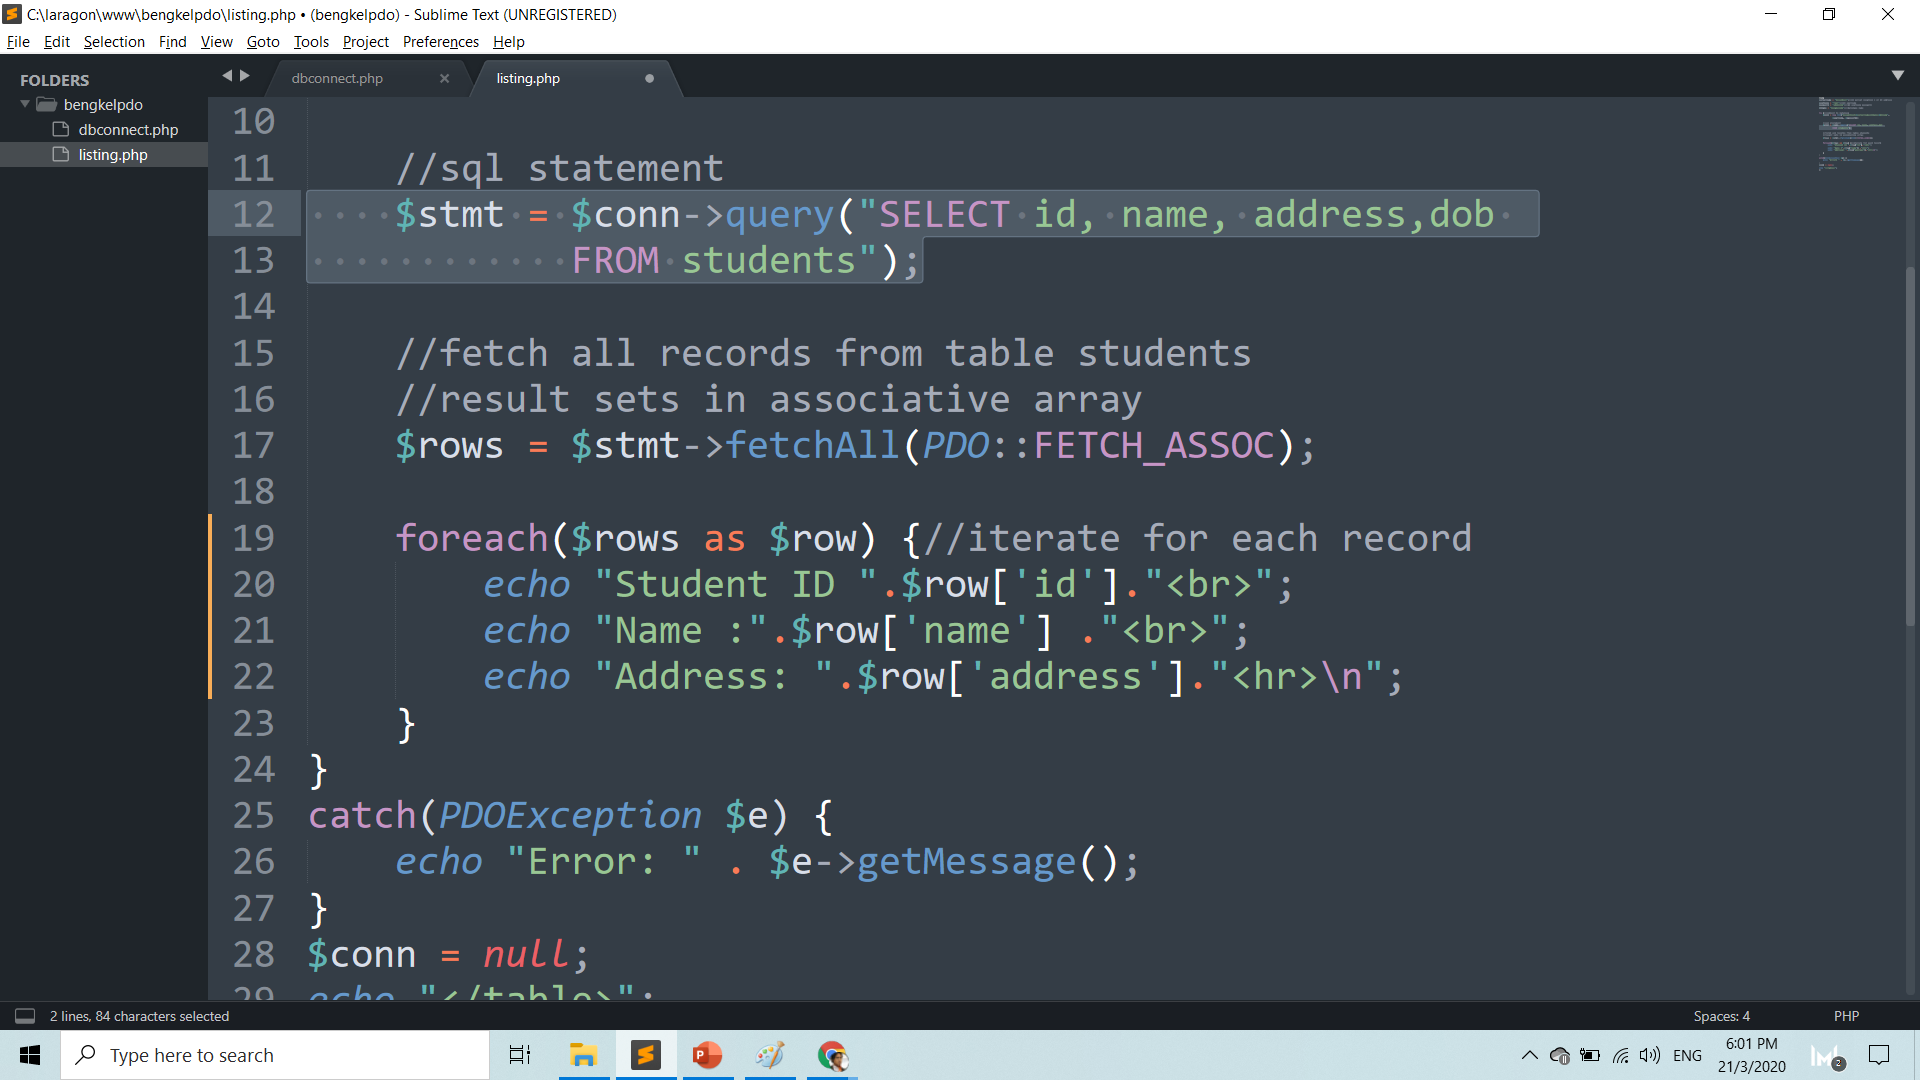 C:\laragon\www\bengkelpdo\listing.php • (bengkelpdo) - Sublime Text (UNREGISTERED)
File Edit Selection Find View Goto Tools Project Preferences Help
FOLDERS
bengkelpdo
dbconnect.php
listing.php
dbconnect.php × listing.php
10
11 //sql statement
12 $stmt = $conn->query("SELECT id, name, address,dob
13 FROM students");
14
15 //fetch all records from table students
16 //result sets in associative array
17 $rows = $stmt->fetchAll(PDO::FETCH_ASSOC);
18
19 foreach($rows as $row) {//iterate for each record
20 echo "Student ID ".$row['id']."<br>";
21 echo "Name :".$row['name'] ."<br>";
22 echo "Address: ".$row['address']."<hr>\n";
23 }
24 }
25 catch(PDOException $e) {
26 echo "Error: " . $e->getMessage();
27 }
28 $conn = null;
29 echo "</table>";
2 lines, 84 characters selected Spaces: 4 PHP
Type here to search
ENG
6:01 PM
21/3/2020
2